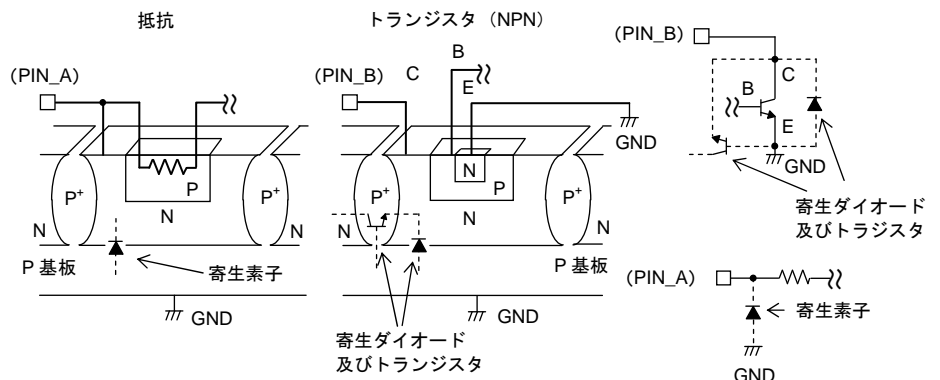 抵抗
(PIN_A)
P
N
P+
P+
N
N
P 基板
寄生素子
GND
トランジスタ（NPN）
(PIN_B)
C
B
E
GND
N
P
N
P+
P+
N
N
P 基板
GND
寄生ダイオード
及びトランジスタ
(PIN_B)
C
B
E
GND
寄生ダイオード
及びトラジスタ
(PIN_A)
寄生素子
GND